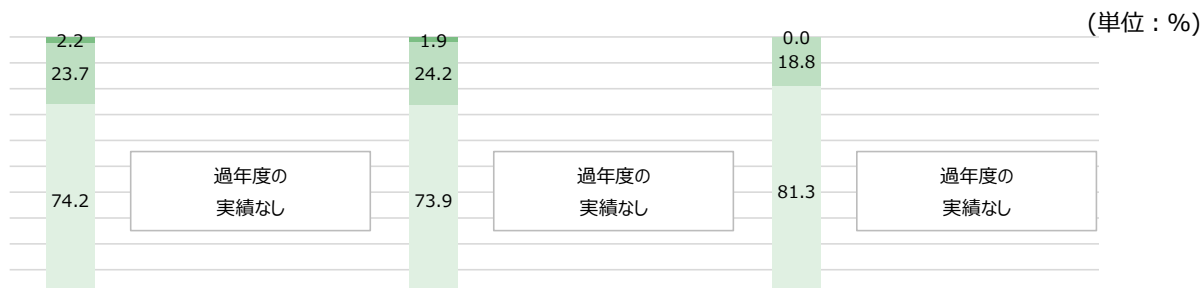 (単位：%)
2.2
1.9
0.0
23.7
24.2
18.8
過年度の
実績なし
過年度の
実績なし
過年度の
実績なし
74.2
73.9
81.3